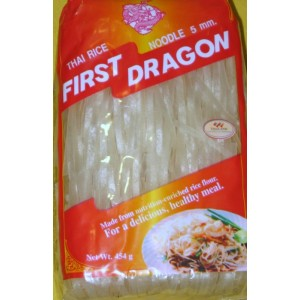 THAI RICE NOODLE 5 mm.
FIRST DRAGON
Made from nutrition-enriched rice flour.
For a delicious, healthy meal.
Net Wt. 454 g